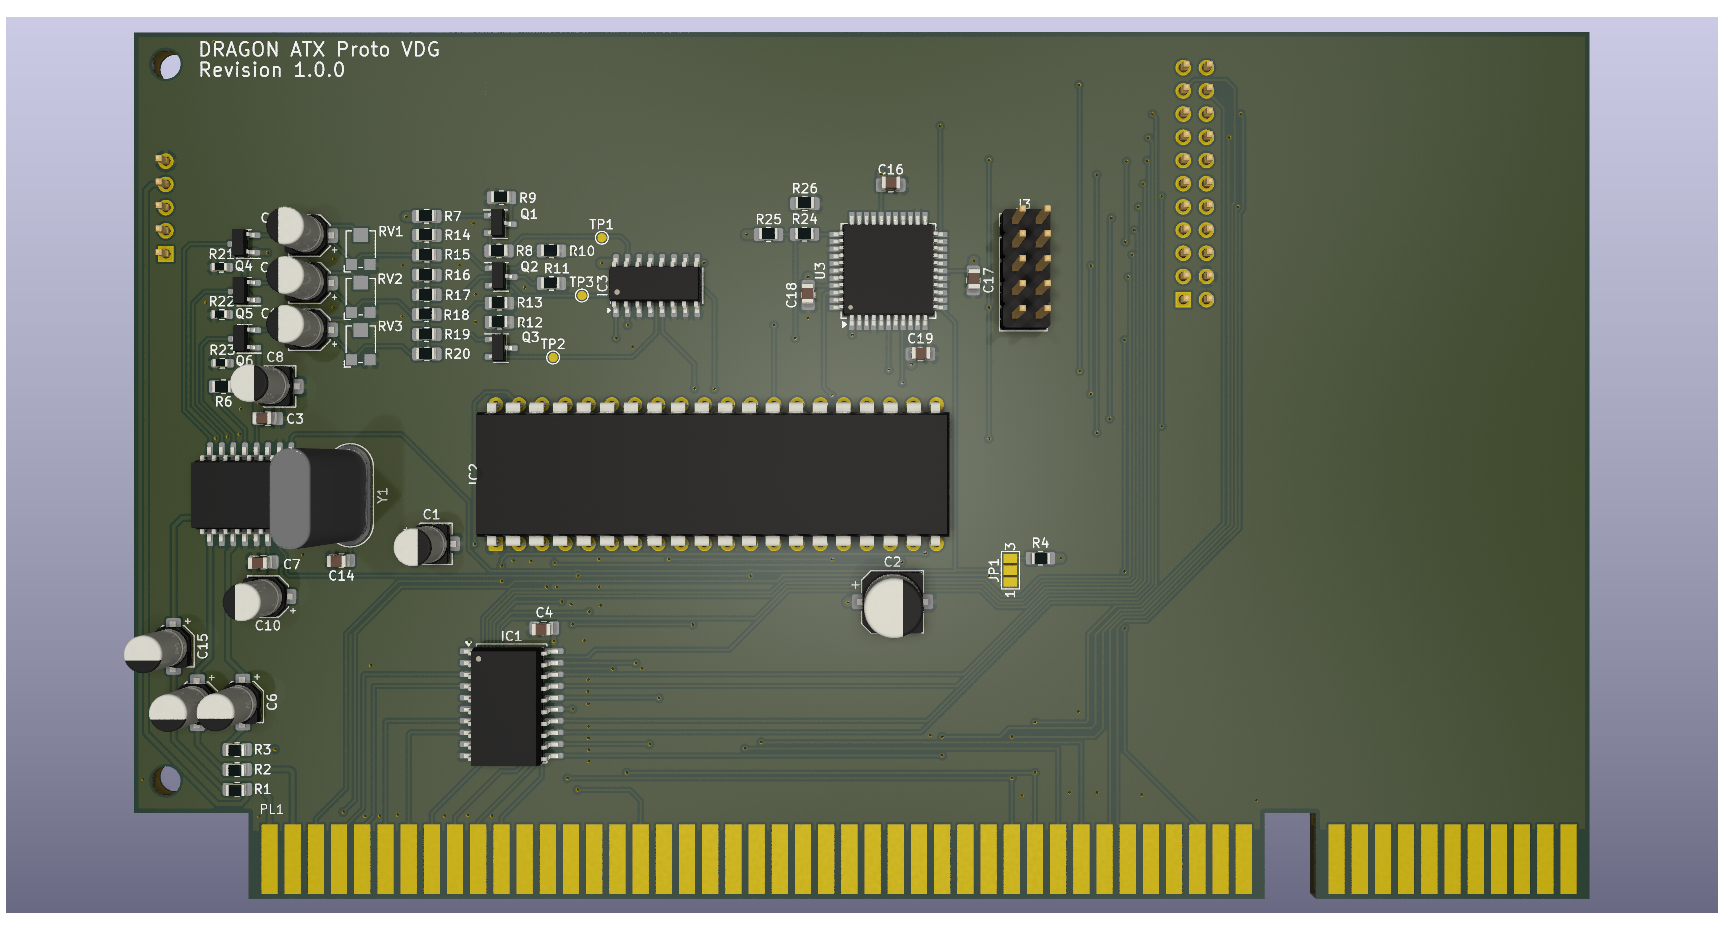 DRAGON ATX Proto VDG
Revision 1.0.0
C16
R9
R26
Q1
J3
R7
TP1
R25
R24
RV1
R14
R21
Q4
R15
R8
Q2
R10
R16
R11
TP3
IC3
U3
C17
RV2
R17
R13
C18
R22
Q5
R18
R12
RV3
R19
Q3
TP2
C19
R23
Q6
C8
R20
R6
C3
IC2
Y1
C1
C7
C14
C2
3
R4
JP1
1
C10
C4
IC1
C15
C6
R3
R2
R1
PL1